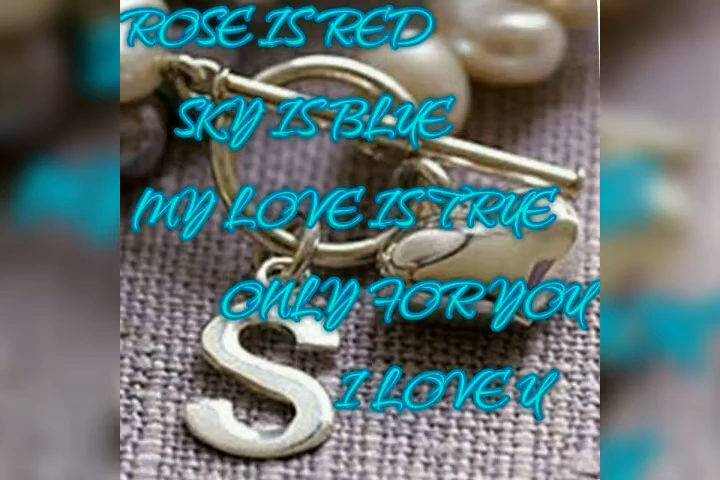 ROSE IS RED
SKY IS BLUE
MY LOVE IS TRUE
ONLY FOR YOU
S
I LOVE U